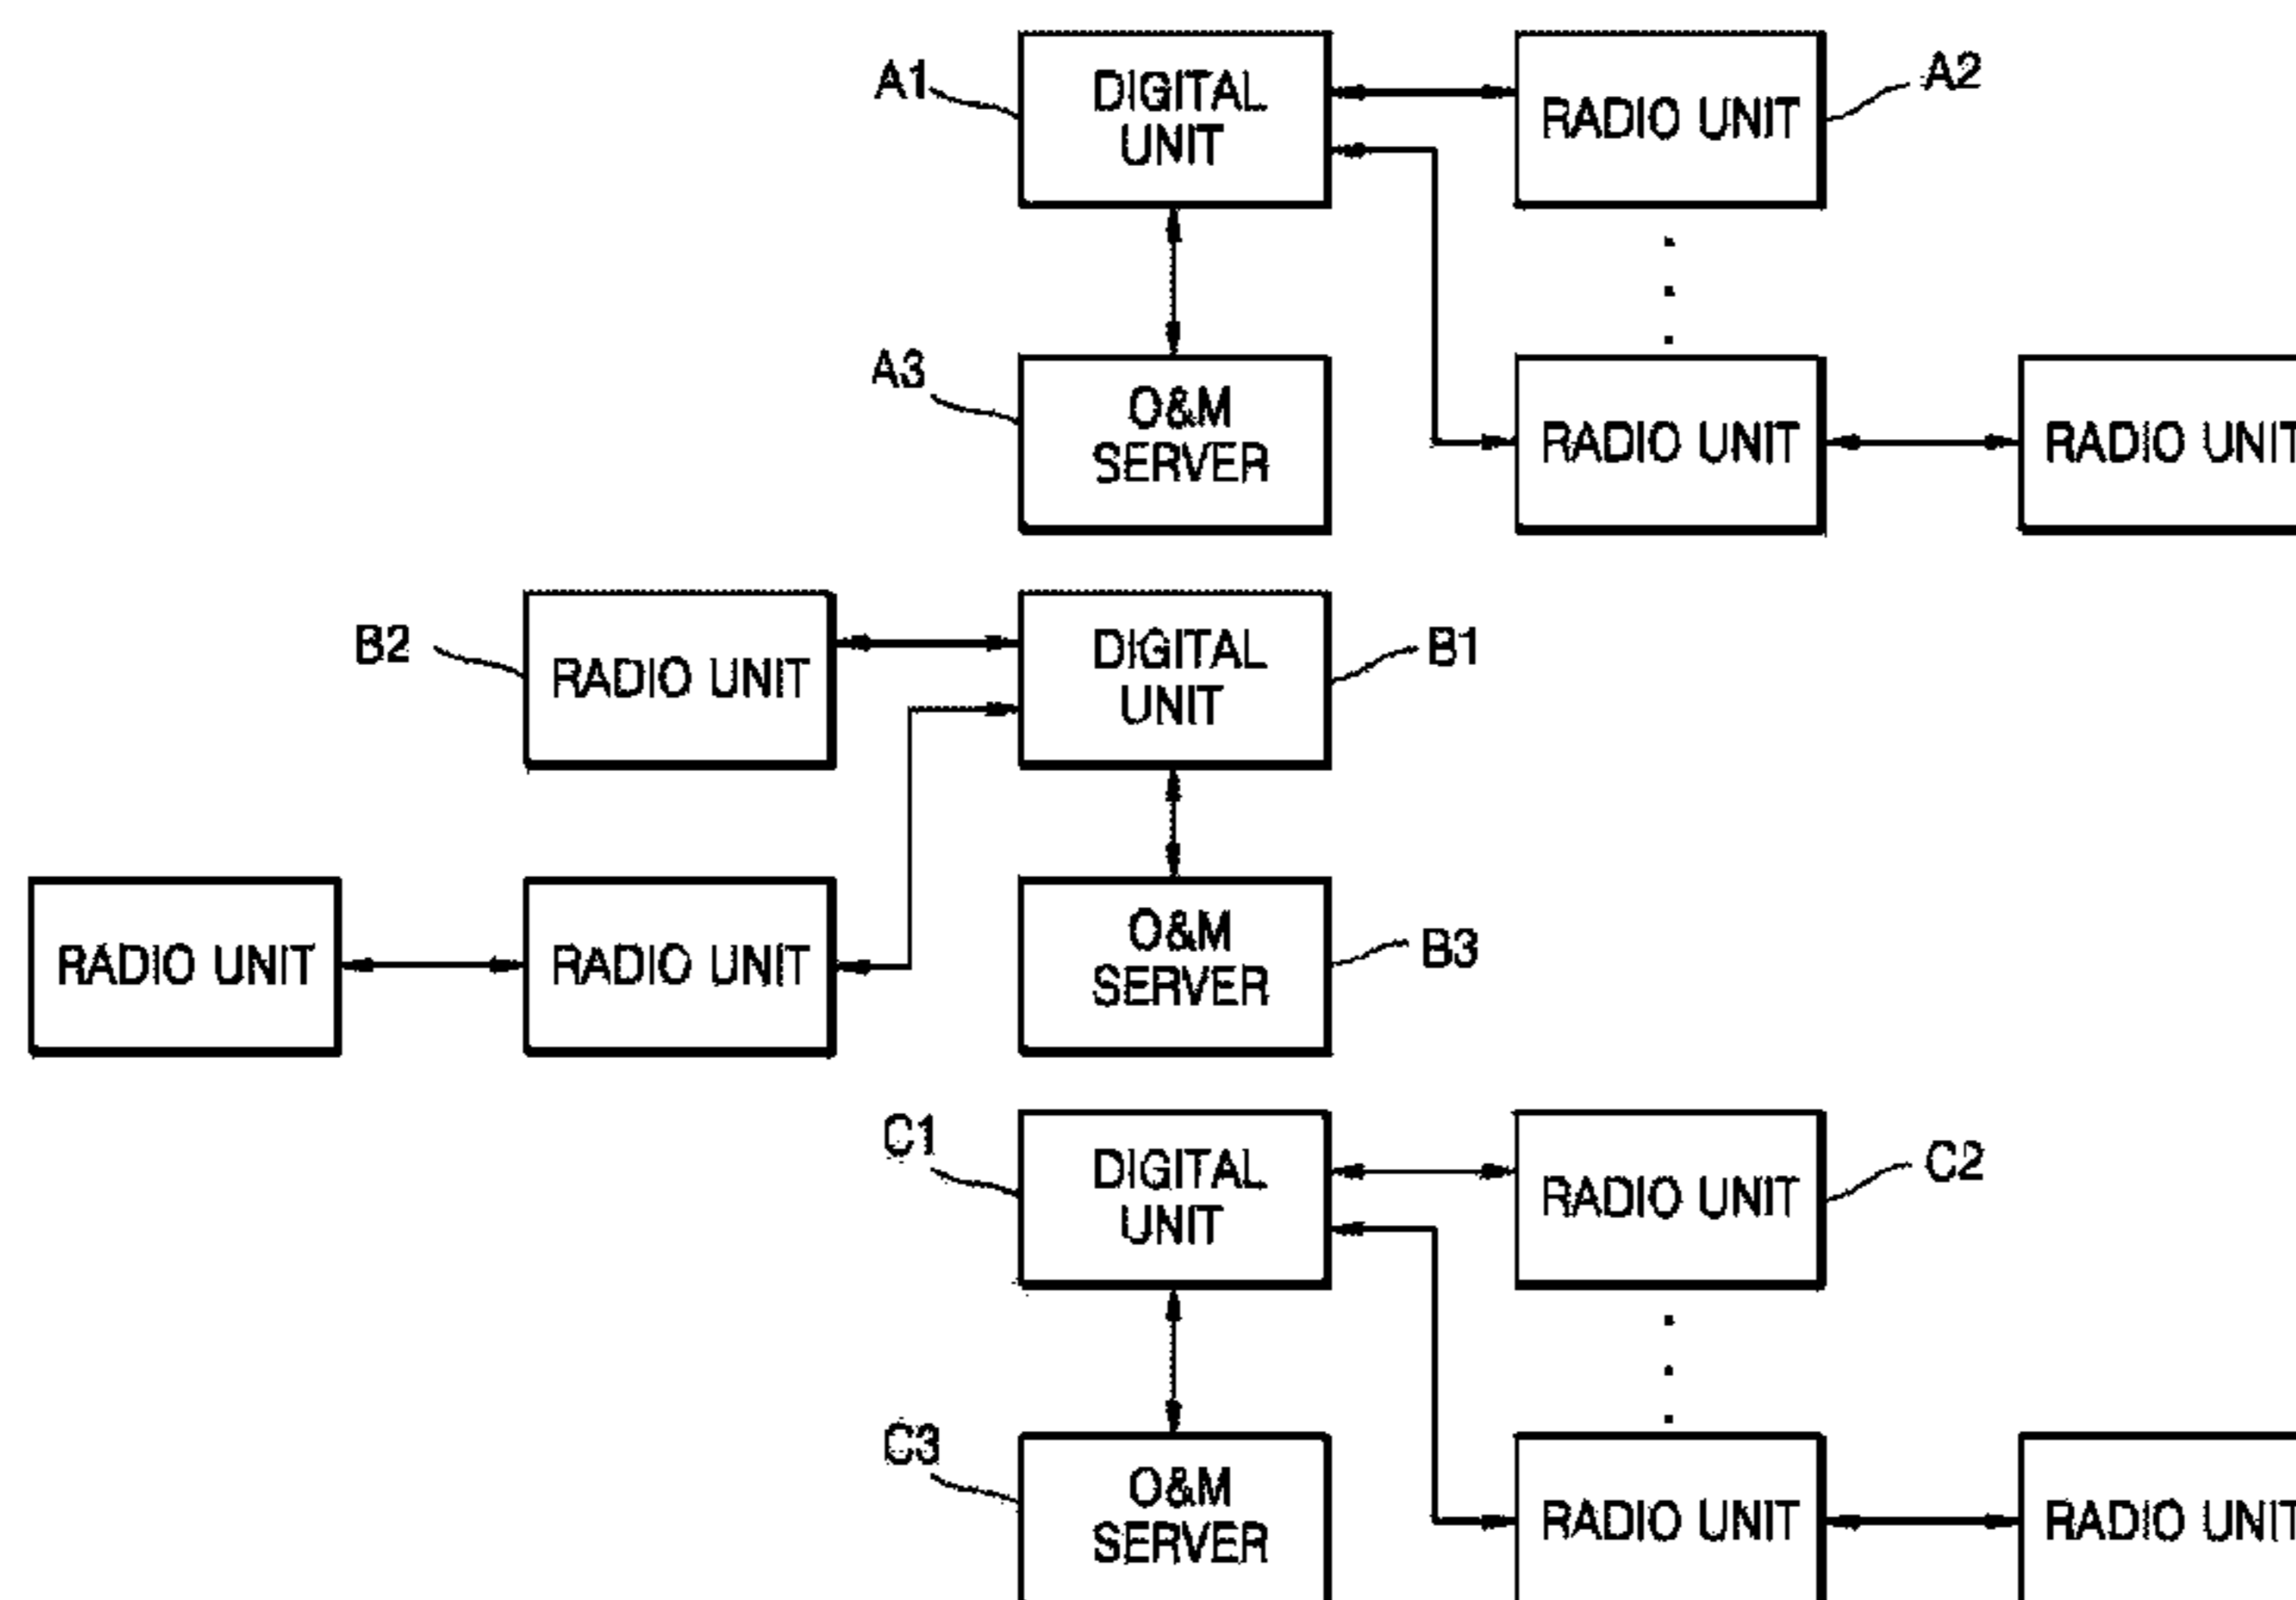 A1
DIGITAL
UNIT
RADIO UNIT
A2
A3
O&M
SERVER
RADIO UNIT
RADIO UNIT
B2
RADIO UNIT
DIGITAL
UNIT
B1
RADIO UNIT
RADIO UNIT
O&M
SERVER
B3
C1
DIGITAL
UNIT
RADIO UNIT
C2
C3
O&M
SERVER
RADIO UNIT
RADIO UNIT